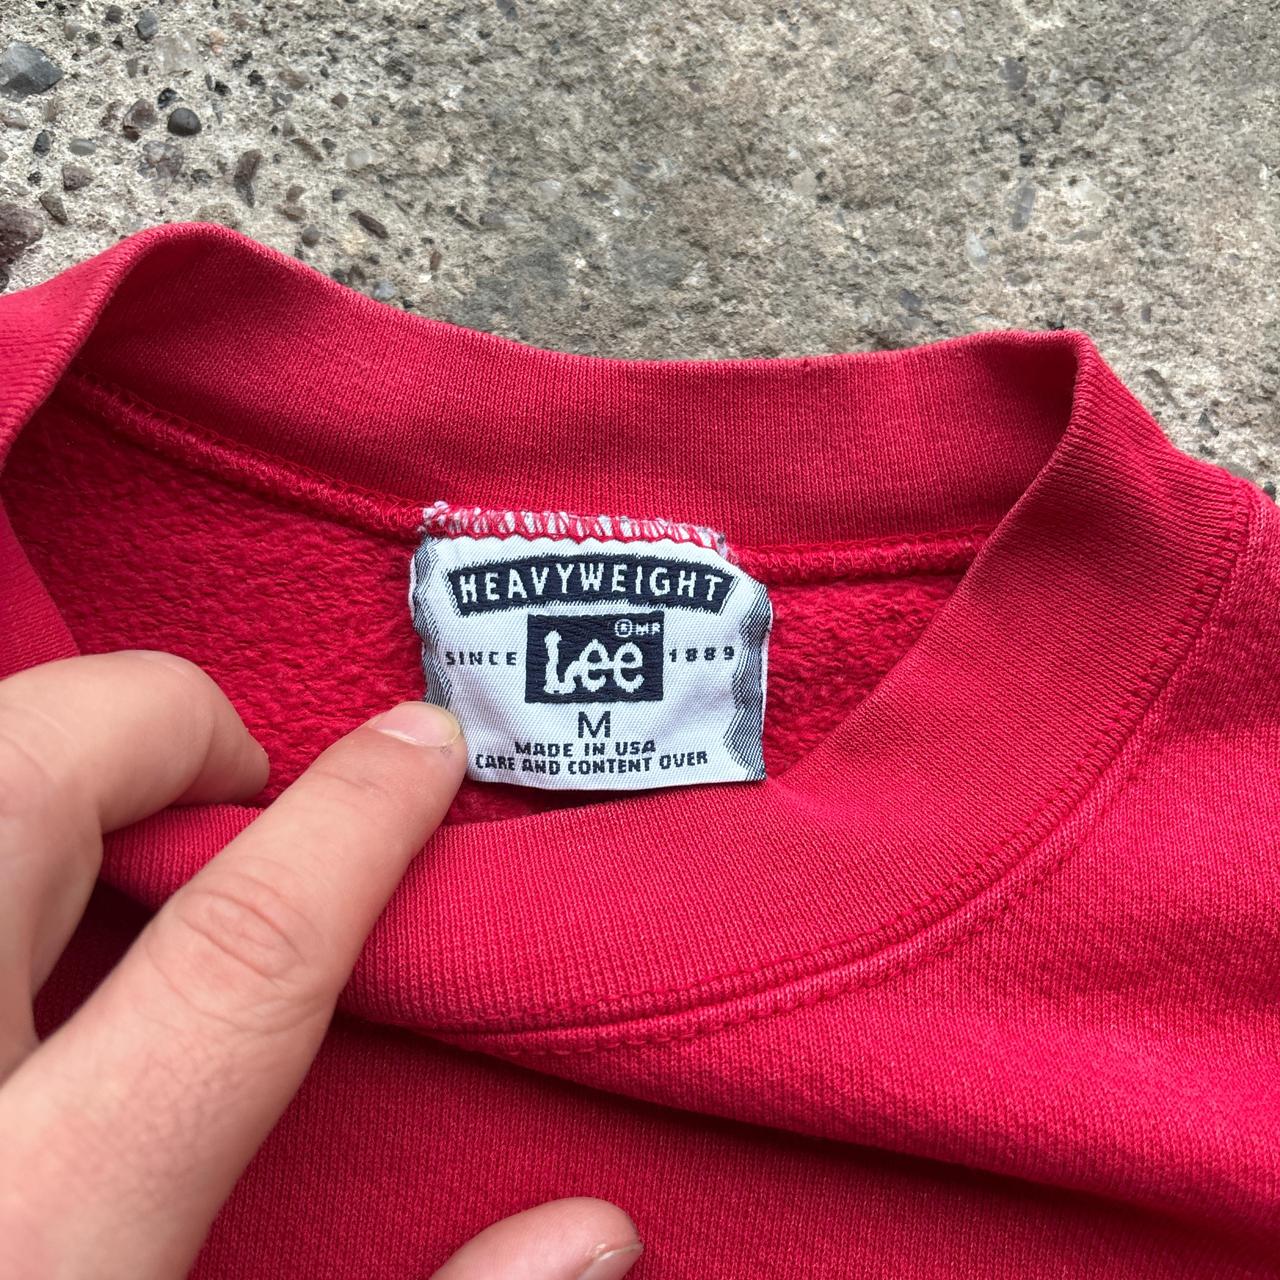 HEAVYWEIGHT
®MR
SINCE Lee 1889
M
MADE IN USA
CARE AND CONTENT OVER